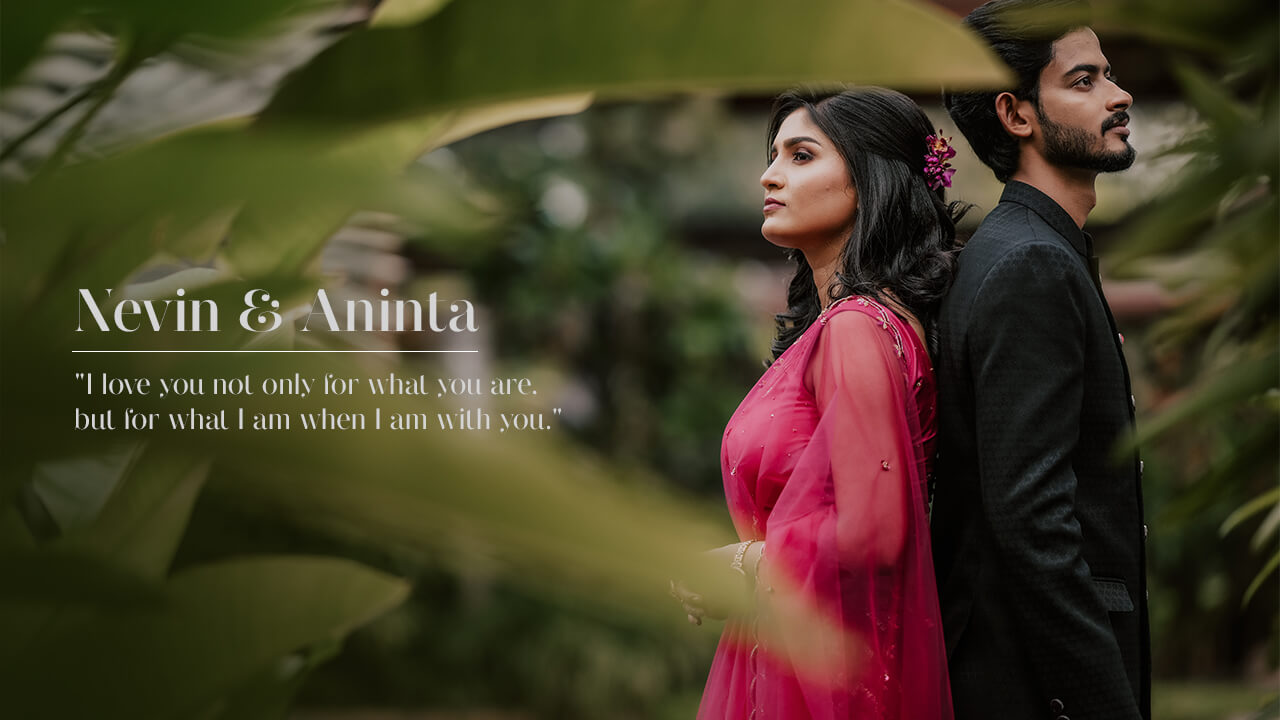 Nevin & Aninta
"I love you not only for what you are,
but for what I am when I am with you."